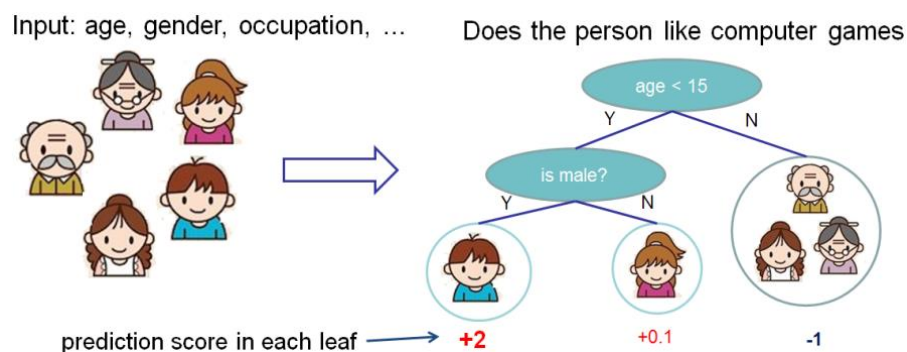 Input: age, gender, occupation, ...
Does the person like computer games
age < 15
Y
N
is male?
Y
N
prediction score in each leaf
+2
+0.1
-1